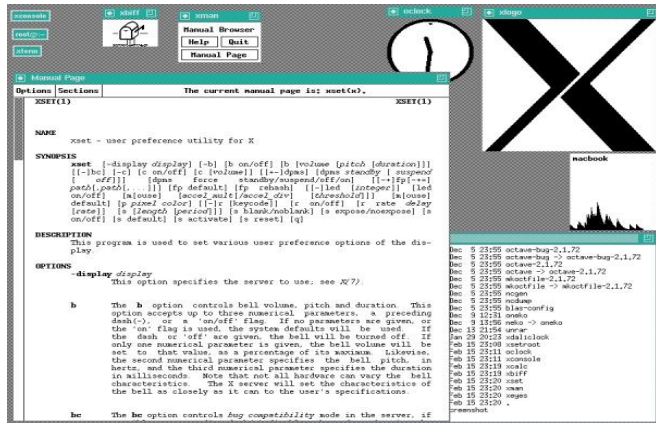 xconsole
root@:~
xterm
xbiff
xman
Manual Browser
Help Quit
Manual Page
oclock
xlogo
macbook
Manual Page
Options Sections The current manual page is: xset(x).
XSET(1) XSET(1)
NAME
xset - user preference utility for X
SYNOPSIS
xset [-display display] [-b] [b on/off] [b [volume [pitch [duration]]]
[[-]bc] [-c] [c on/off] [c [volume]] [[+-]dpms] [dpms standby [ suspend
[ off]]] [dpms force standby/suspend/off/on] [[-+]fp[-+=]
path[,path[,...]]] [fp default] [fp rehash] [[-]led [integer]] [led
on/off] [m[ouse] [accel_mult[/accel_div] [threshold]]] [m[ouse]
default] [p pixel color] [[-]r [keycode]] [r on/off] [r rate delay
[rate]] [s [length [period]]] [s blank/noblank] [s expose/noexpose] [s
on/off] [s default] [s activate] [s reset] [q]
DESCRIPTION
This program is used to set various user preference options of the dis-
play.
OPTIONS
-display display
This option specifies the server to use; see X(7).
b The b option controls bell volume, pitch and duration. This
option accepts up to three numerical parameters, a preceding
dash(-), or a 'on/off' flag. If no parameters are given, or
the 'on' flag is used, the system defaults will be used. If
the dash or 'off' are given, the bell will be turned off. If
only one numerical parameter is given, the bell volume will be
set to that value, as a percentage of its maximum. Likewise,
the second numerical parameter specifies the bell pitch, in
hertz, and the third numerical parameter specifies the duration
in milliseconds. Note that not all hardware can vary the bell
characteristics. The X server will set the characteristics of
the bell as closely as it can to the user's specifications.
bc The bc option controls bug compatibility mode in the server, if
Dec 5 23:55 octave-bug-2.1.72
Dec 5 23:55 octave-bug -> octave-bug-2.1.72
Dec 5 23:55 octave-2.1.72
Dec 5 23:55 octave -> octave-2.1.72
Dec 5 23:55 mkoctfile-2.1.72
Dec 5 23:55 mkoctfile -> mkoctfile-2.1.72
Dec 5 23:55 ncgen
Dec 5 23:55 ncdump
Dec 5 23:55 blas-config
Dec 9 12:31 oneko
Dec 9 13:56 neko -> oneko
Dec 13 21:54 unrar
Jan 29 20:23 xdaliclock
Feb 15 23:08 xsetroot
Feb 15 23:11 oclock
Feb 15 23:11 xconsole
Feb 15 23:19 xcalc
Feb 15 23:19 xbiff
Feb 15 23:20 xset
Feb 15 23:20 xman
Feb 15 23:20 xeyes
Feb 15 23:20 .
creenshot